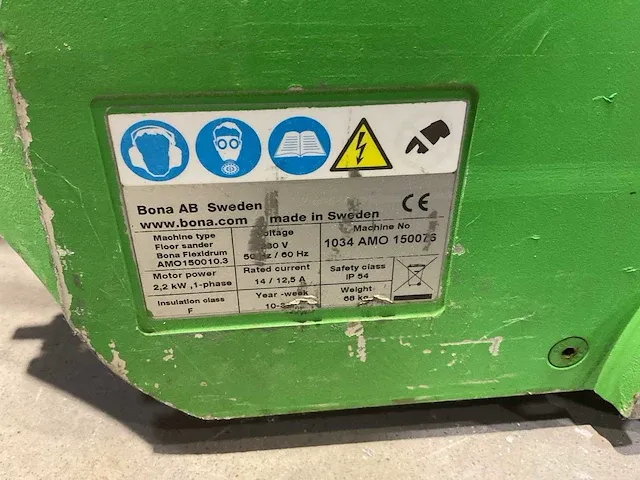 Bona AB Sweden
www.bona.com made in Sweden
CE
Machine type
Floor sander
Bona Flexidrum
AMO150010.3
50 Hz / 60 Hz
Machine No
1034 AMO 150076
Motor power
2,2 kW ,1-phase
Rated current
14 / 12,5 A
Safety class
IP 54
Insulation class
F
Year -week
Weight
68